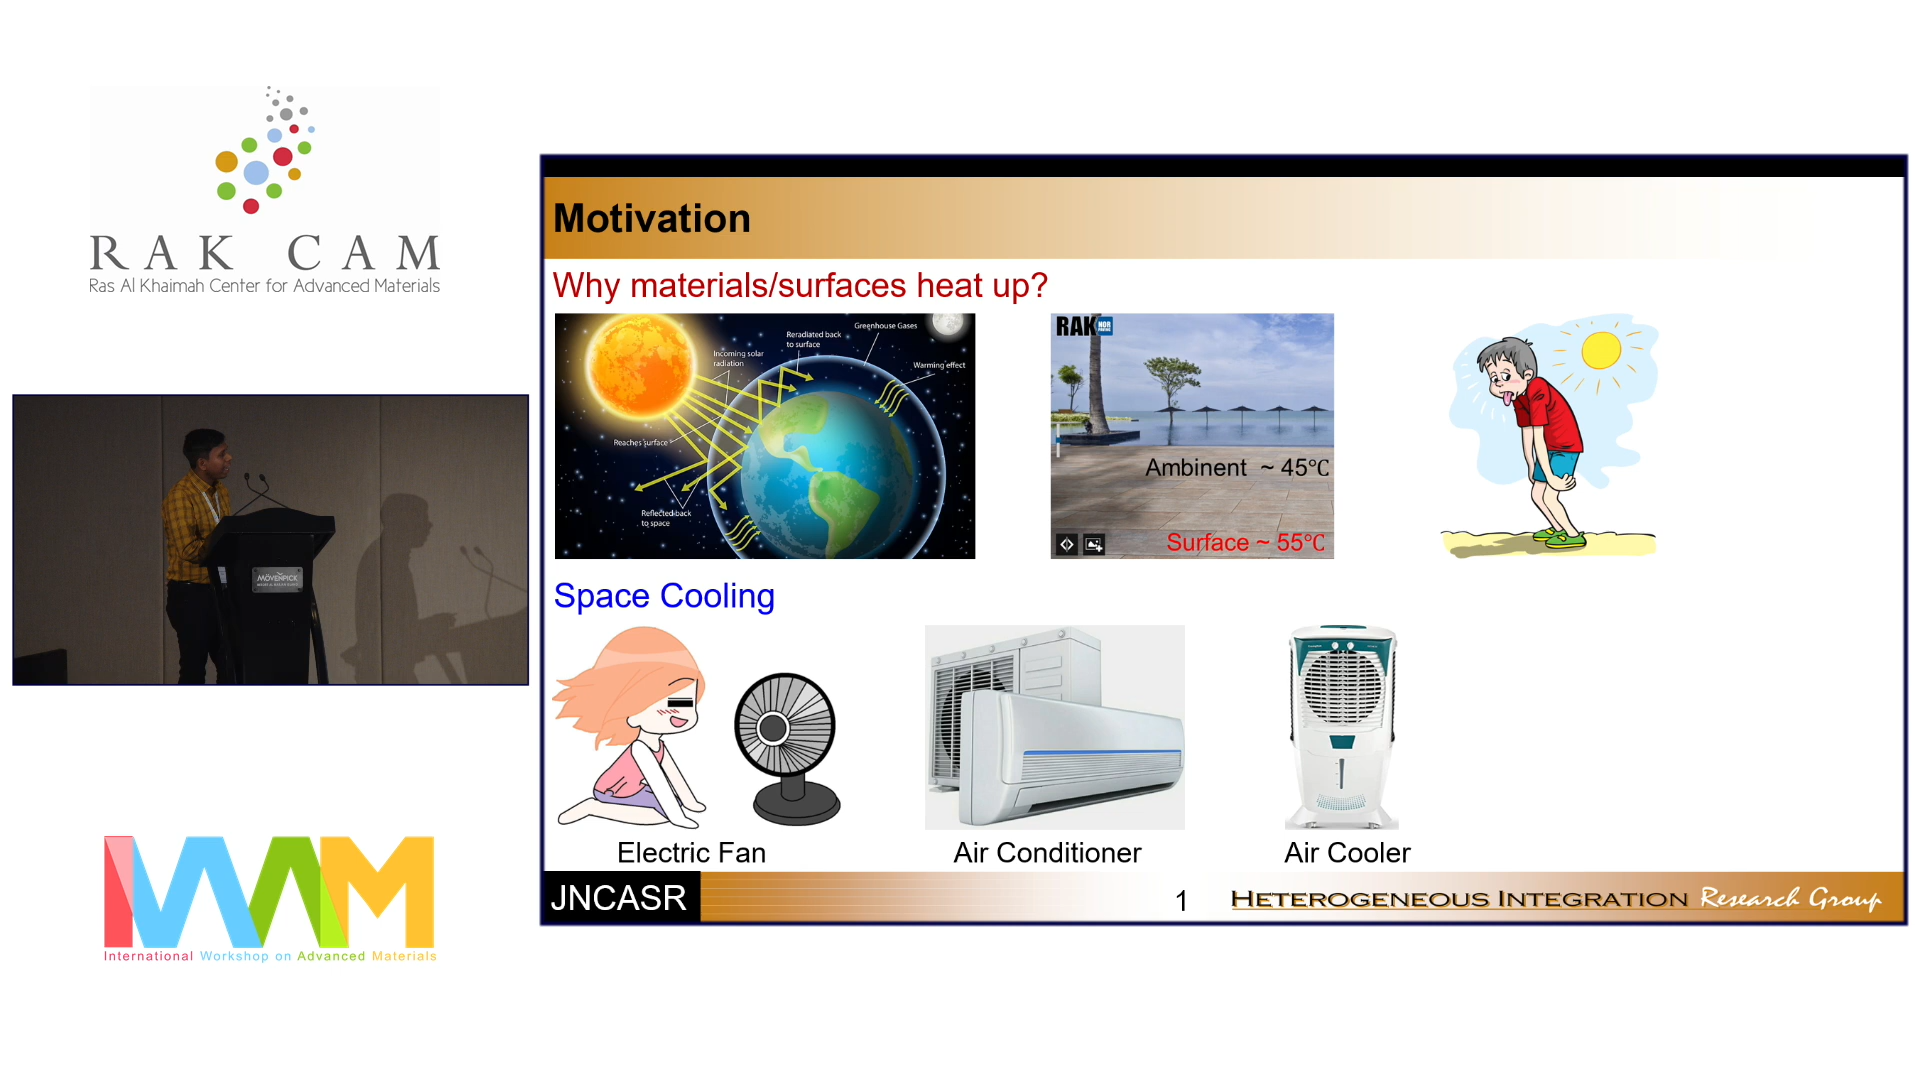 RAK CAM
Ras Al Khaimah Center for Advanced Materials
MÖVENPICK
International Workshop on Advanced Materials
Motivation
Why materials/surfaces heat up?
Incoming solar
radiation
Reradiated back
to surface
Greenhouse Gases
Warming effect
Reaches surface
Reflected back
to space
RAK
Ambinent ~ 45℃
Surface ~ 55℃
Space Cooling
Electric Fan
Air Conditioner
Air Cooler
JNCASR
1
HETEROGENEOUS INTEGRATION Research Group
IWAM